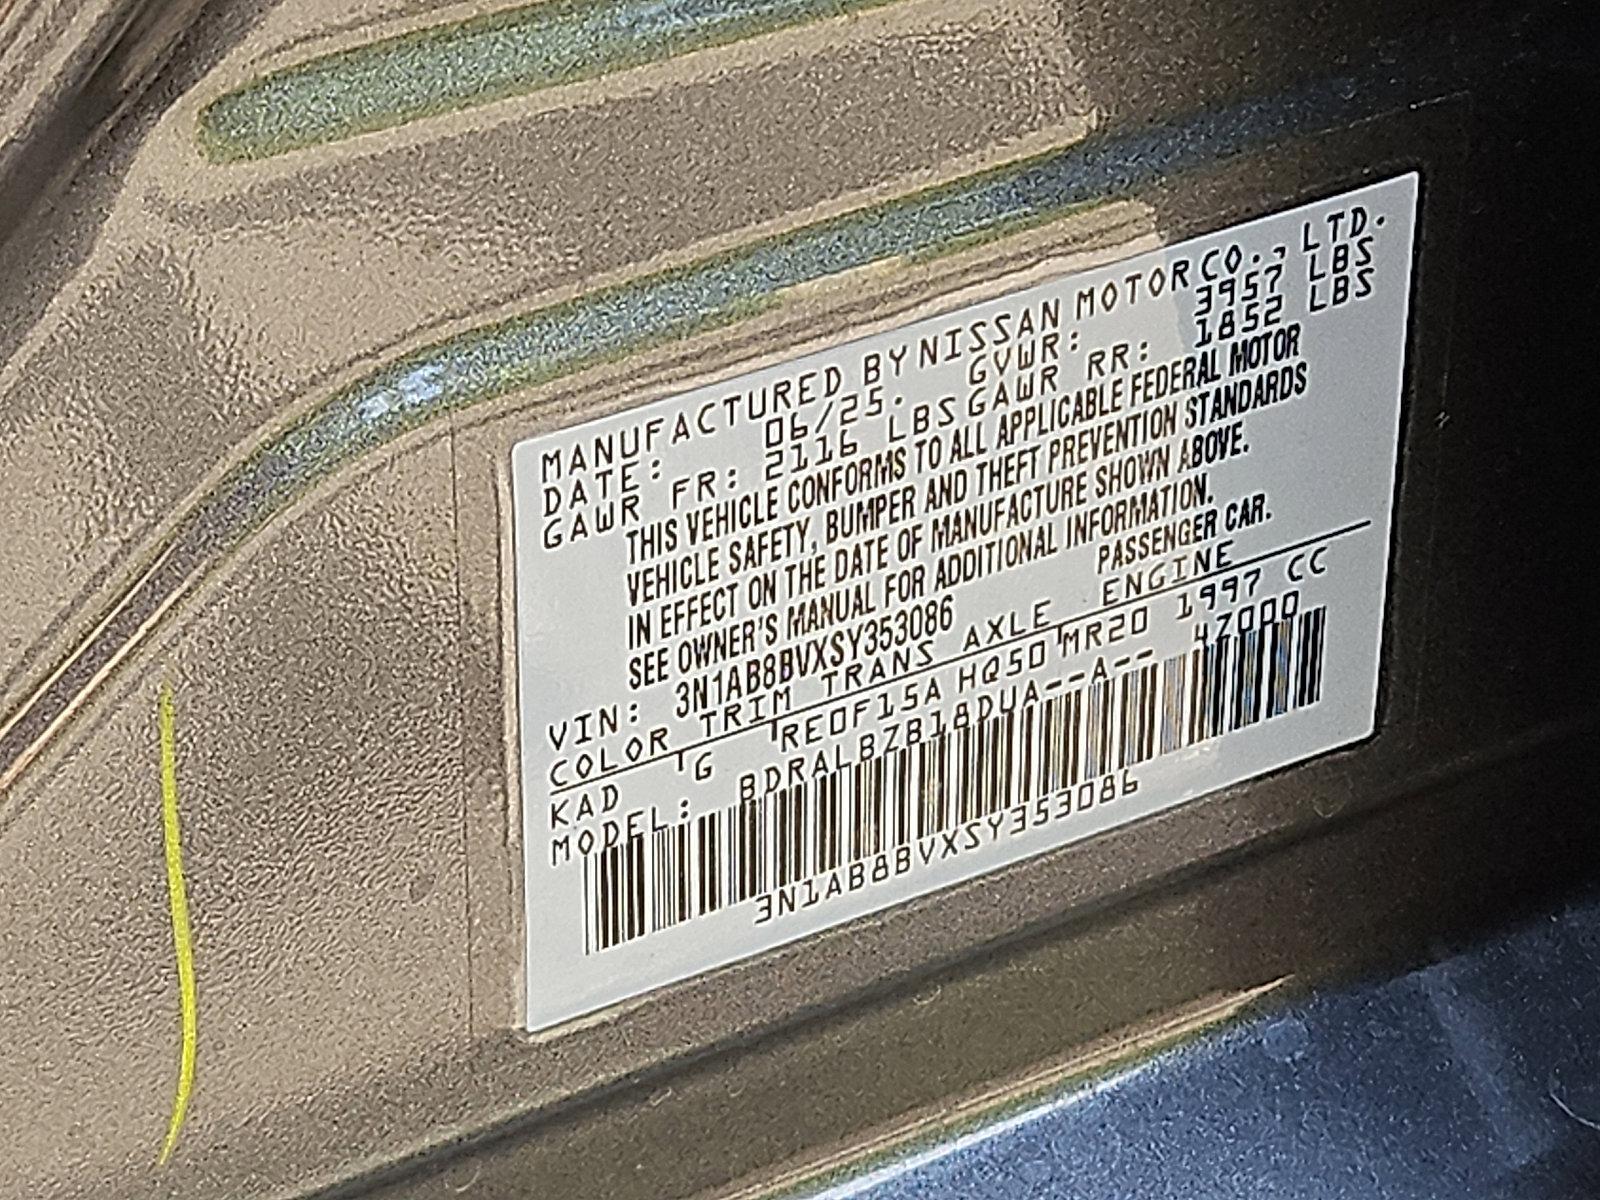 MANUFACTURED BY NISSAN MOTOR CO., LTD.
DATE: 06/25. GVWR: 3957 LBS
GAWR FR: 2116 LBS GAWR RR: 1852 LBS
THIS VEHICLE CONFORMS TO ALL APPLICABLE FEDERAL MOTOR
VEHICLE SAFETY, BUMPER AND THEFT PREVENTION STANDARDS
IN EFFECT ON THE DATE OF MANUFACTURE SHOWN ABOVE.
SEE OWNER'S MANUAL FOR ADDITIONAL INFORMATION.
VIN: 3N1AB8BVXSY353086 PASSENGER CAR.
COLOR TRIM TRANS AXLE ENGINE
KAD G RE0F15A HQ50 MR20 1997 CC
MODEL: BDRALBZB18DUA--A-- 47000
3N1AB8BVXSY353086